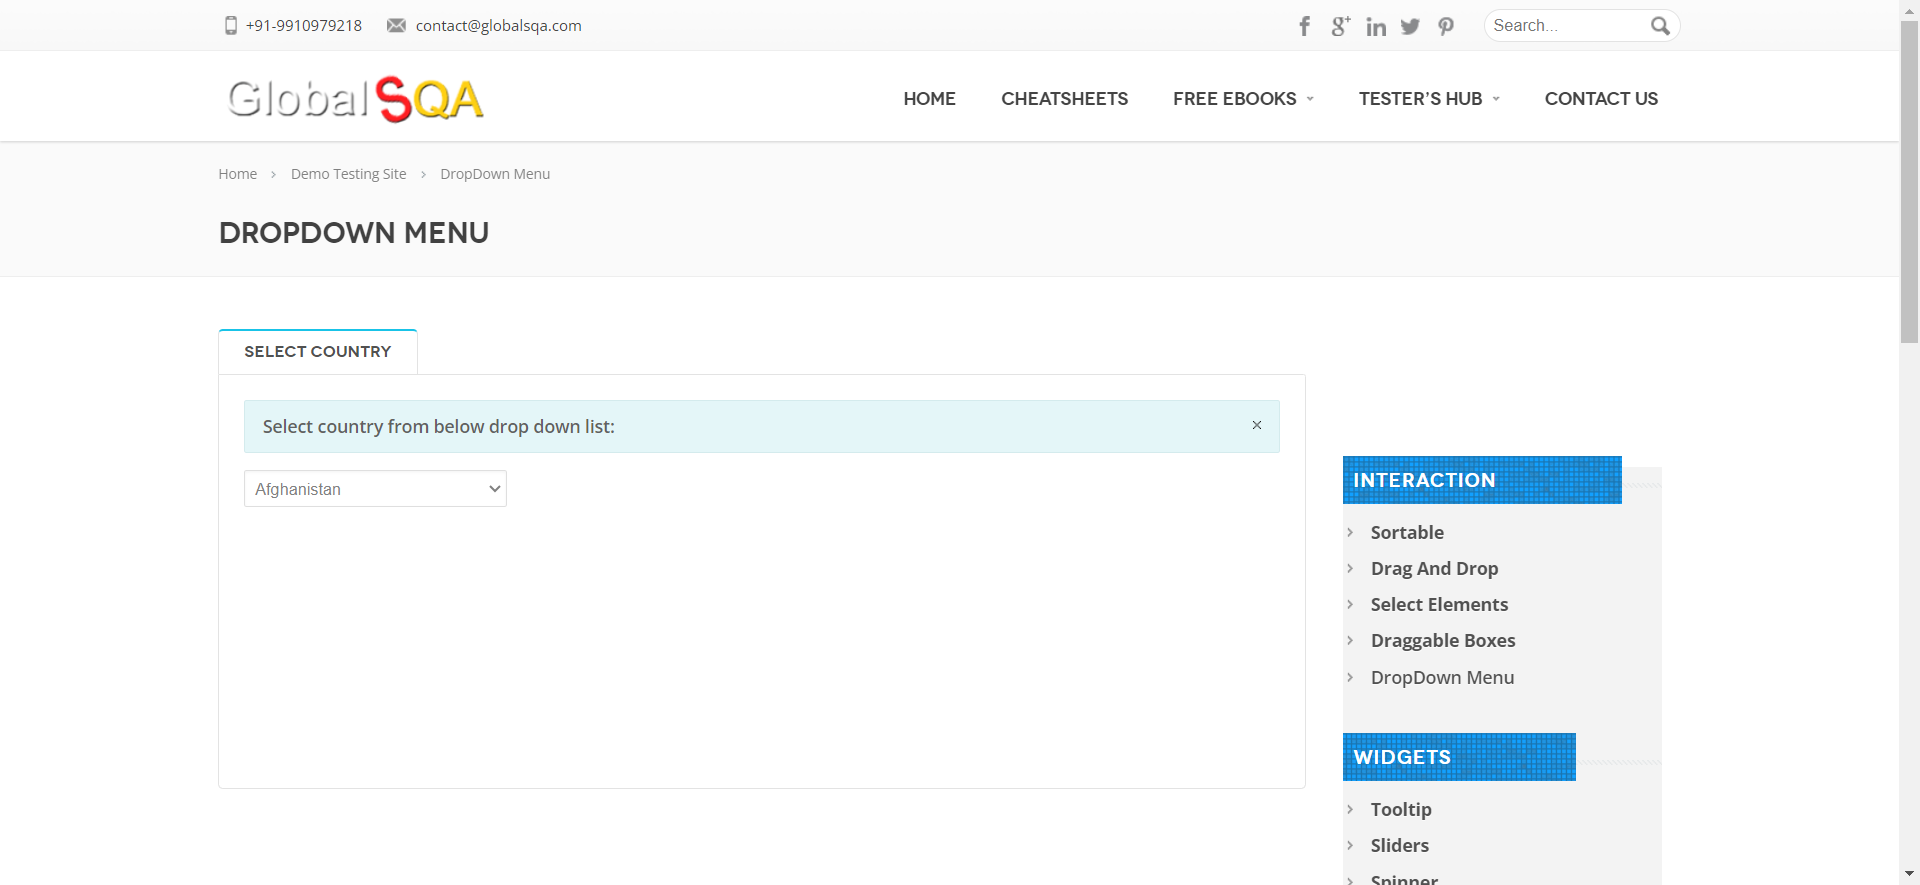 +91-9910979218 contact@globalsqa.com Search...
GlobalSQA
HOME CHEATSHEETS FREE EBOOKS TESTER'S HUB CONTACT US
Home › Demo Testing Site › DropDown Menu
DROPDOWN MENU
SELECT COUNTRY
Select country from below drop down list: ×
Afghanistan
INTERACTION
Sortable
Drag And Drop
Select Elements
Draggable Boxes
DropDown Menu
WIDGETS
Tooltip
Sliders
Spinner